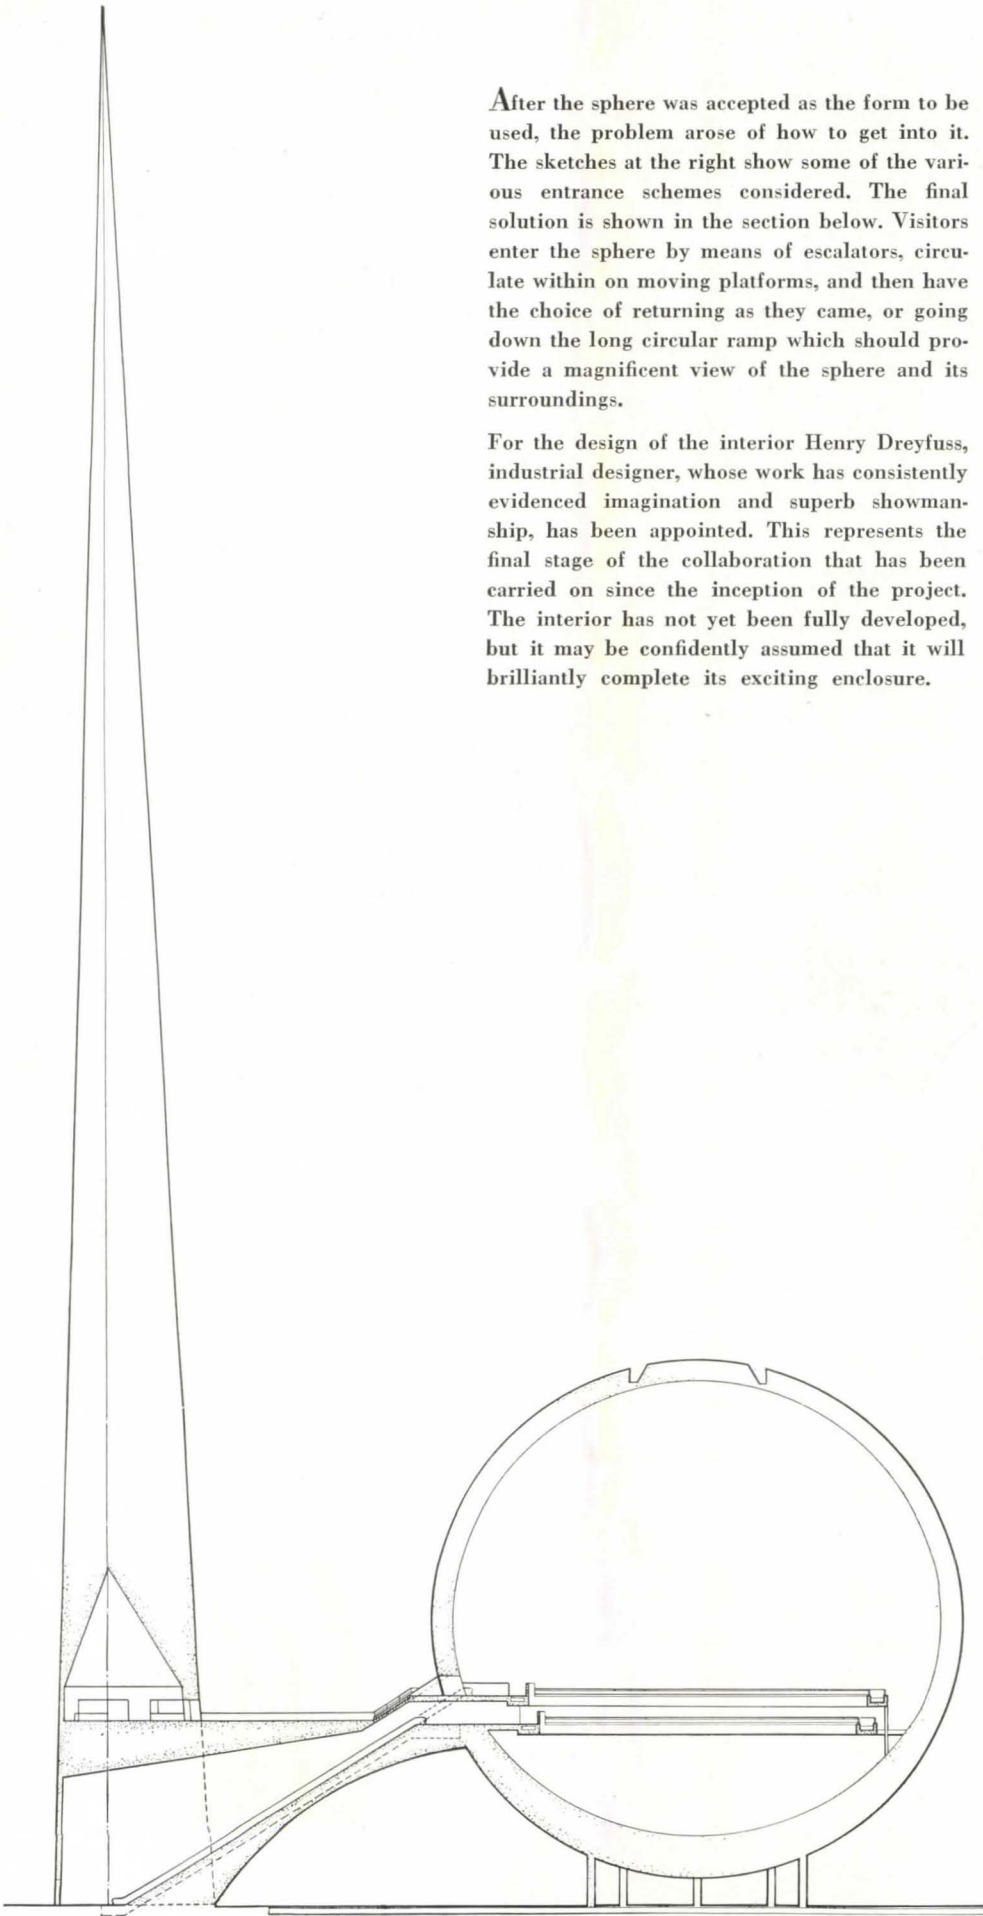 After the sphere was accepted as the form to be
used, the problem arose of how to get into it.
The sketches at the right show some of the vari-
ous entrance schemes considered. The final
solution is shown in the section below. Visitors
enter the sphere by means of escalators, circu-
late within on moving platforms, and then have
the choice of returning as they came, or going
down the long circular ramp which should pro-
vide a magnificent view of the sphere and its
surroundings.
For the design of the interior Henry Dreyfuss,
industrial designer, whose work has consistently
evidenced imagination and superb showman-
ship, has been appointed. This represents the
final stage of the collaboration that has been
carried on since the inception of the project.
The interior has not yet been fully developed,
but it may be confidently assumed that it will
brilliantly complete its exciting enclosure.